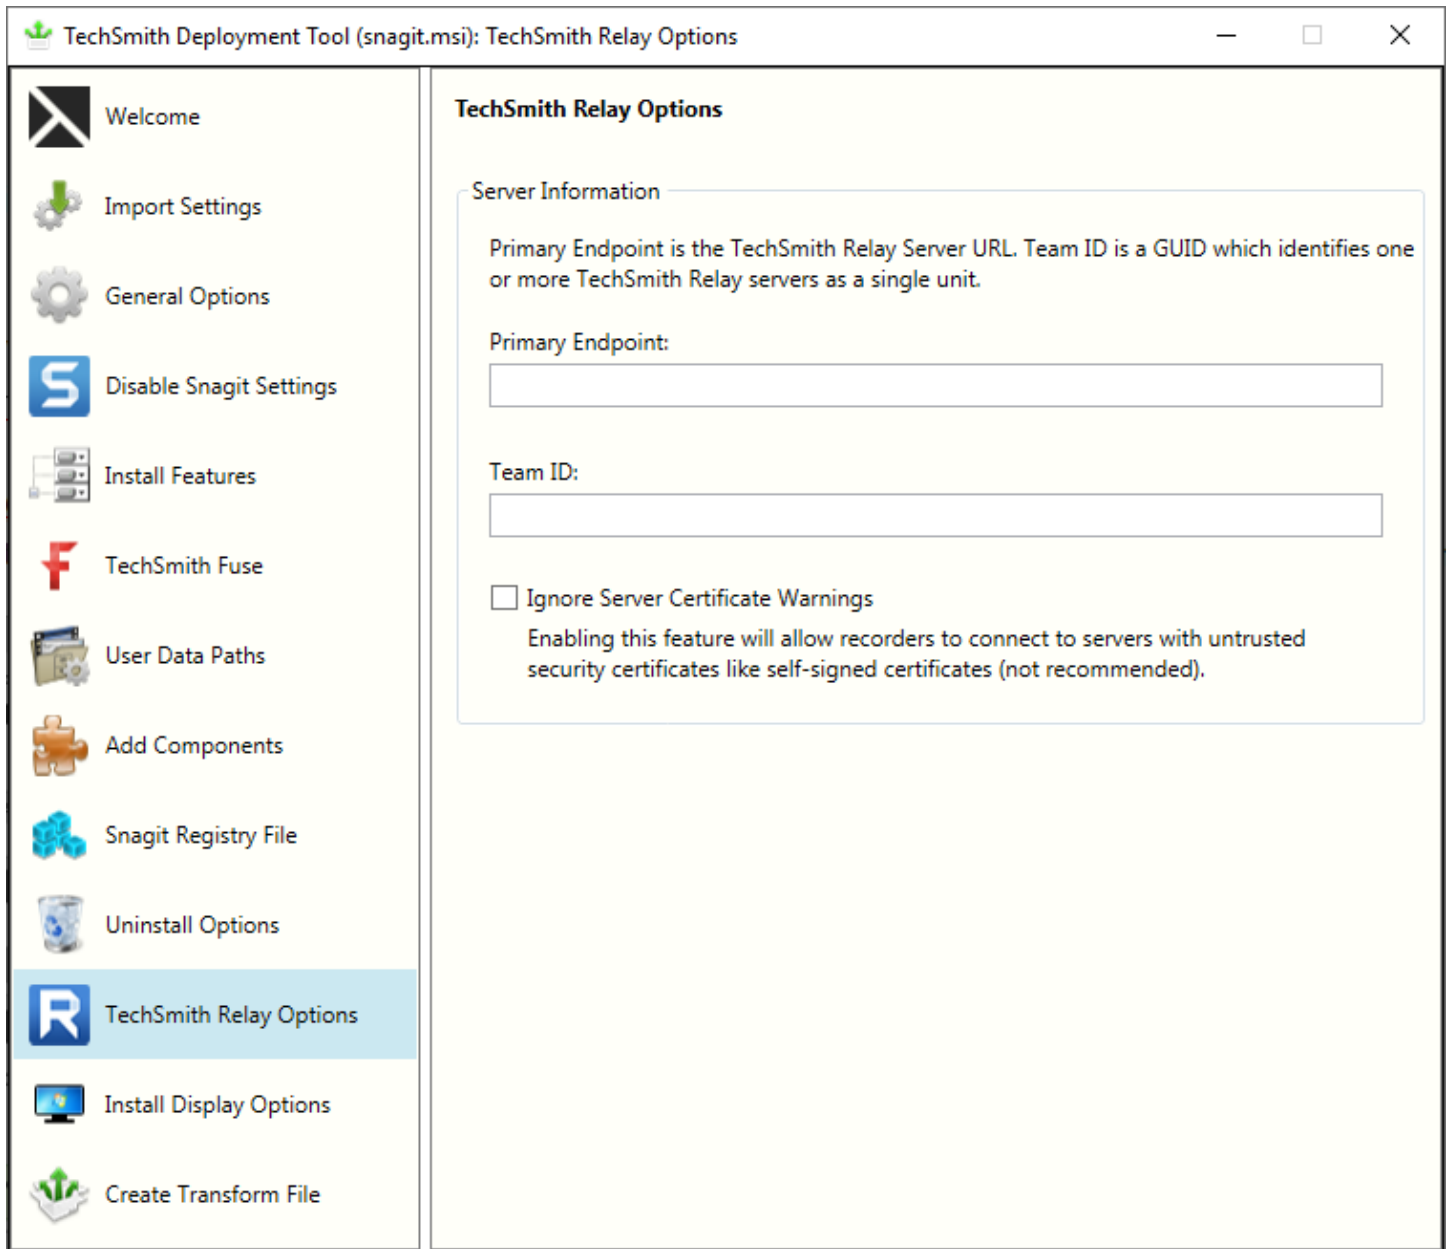 TechSmith Deployment Tool (snagit.msi): TechSmith Relay Options
Welcome
Import Settings
General Options
Disable Snagit Settings
Install Features
TechSmith Fuse
User Data Paths
Add Components
Snagit Registry File
Uninstall Options
TechSmith Relay Options
Install Display Options
Create Transform File
TechSmith Relay Options
Server Information
Primary Endpoint is the TechSmith Relay Server URL. Team ID is a GUID which identifies one
or more TechSmith Relay servers as a single unit.
Primary Endpoint:
Team ID:
Ignore Server Certificate Warnings
Enabling this feature will allow recorders to connect to servers with untrusted
security certificates like self-signed certificates (not recommended).